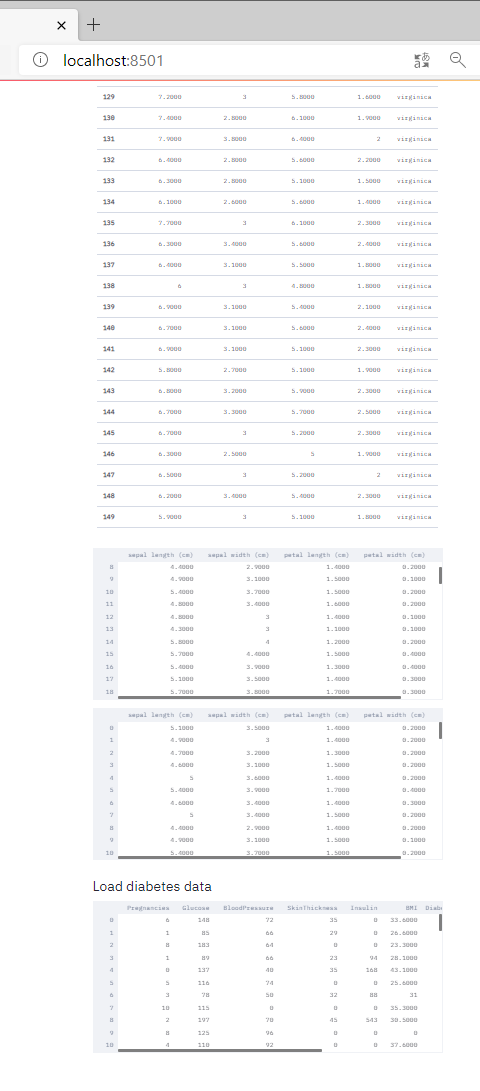 localhost:8501
129 7.2000 3 5.8000 1.6000 virginica
130 7.4000 2.8000 6.1000 1.9000 virginica
131 7.9000 3.8000 6.4000 2 virginica
132 6.4000 2.8000 5.6000 2.2000 virginica
133 6.3000 2.8000 5.1000 1.5000 virginica
134 6.1000 2.6000 5.6000 1.4000 virginica
135 7.7000 3 6.1000 2.3000 virginica
136 6.3000 3.4000 5.6000 2.4000 virginica
137 6.4000 3.1000 5.5000 1.8000 virginica
138 6 3 4.8000 1.8000 virginica
139 6.9000 3.1000 5.4000 2.1000 virginica
140 6.7000 3.1000 5.6000 2.4000 virginica
141 6.9000 3.1000 5.1000 2.3000 virginica
142 5.8000 2.7000 5.1000 1.9000 virginica
143 6.8000 3.2000 5.9000 2.3000 virginica
144 6.7000 3.3000 5.7000 2.5000 virginica
145 6.7000 3 5.2000 2.3000 virginica
146 6.3000 2.5000 5 1.9000 virginica
147 6.5000 3 5.2000 2 virginica
148 6.2000 3.4000 5.4000 2.3000 virginica
149 5.9000 3 5.1000 1.8000 virginica
sepal length (cm) sepal width (cm) petal length (cm) petal width (cm)
8 4.4000 2.9000 1.4000 0.2000
9 4.9000 3.1000 1.5000 0.1000
10 5.4000 3.7000 1.5000 0.2000
11 4.8000 3.4000 1.6000 0.2000
12 4.8000 3 1.4000 0.1000
13 4.3000 3 1.1000 0.1000
14 5.8000 4 1.2000 0.2000
15 5.7000 4.4000 1.5000 0.4000
16 5.4000 3.9000 1.3000 0.4000
17 5.1000 3.5000 1.4000 0.3000
18 5.7000 3.8000 1.7000 0.3000
sepal length (cm) sepal width (cm) petal length (cm) petal width (cm)
0 5.1000 3.5000 1.4000 0.2000
1 4.9000 3 1.4000 0.2000
2 4.7000 3.2000 1.3000 0.2000
3 4.6000 3.1000 1.5000 0.2000
4 5 3.6000 1.4000 0.2000
5 5.4000 3.9000 1.7000 0.4000
6 4.6000 3.4000 1.4000 0.3000
7 5 3.4000 1.5000 0.2000
8 4.4000 2.9000 1.4000 0.2000
9 4.9000 3.1000 1.5000 0.1000
10 5.4000 3.7000 1.5000 0.2000
Load diabetes data
Pregnancies Glucose BloodPressure SkinThickness Insulin BMI Diabe
0 6 148 72 35 0 33.6000
1 1 85 66 29 0 26.6000
2 8 183 64 0 0 23.3000
3 1 89 66 23 94 28.1000
4 0 137 40 35 168 43.1000
5 5 116 74 0 0 25.6000
6 3 78 50 32 88 31
7 10 115 0 0 0 35.3000
8 2 197 70 45 543 30.5000
9 8 125 96 0 0 0
10 4 110 92 0 0 37.6000